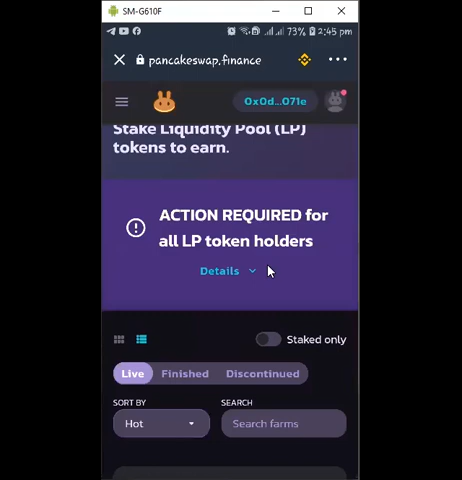 SM-G610F
73% 2:45 pm
pancakeswap.finance
0x0d...071e
Stake Liquidity Pool (LP)
tokens to earn.
ACTION REQUIRED for
all LP token holders
Details
Staked only
Live Finished Discontinued
SORT BY SEARCH
Hot Search farms